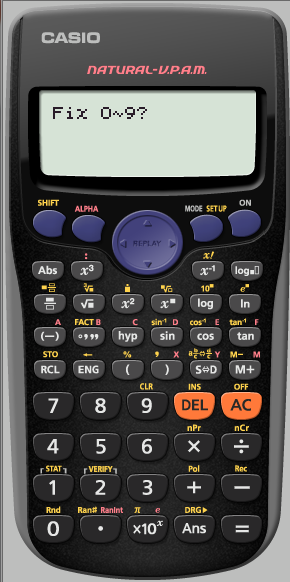 CASIO
NATURAL-V.P.A.M.
Fix 0~9?
SHIFT ALPHA MODE SETUP ON
REPLAY
: x!
Abs x³ x⁻¹ log▪▯
³√ ˣ√ 10■ e■
√▪ x² x■ log ln
A FACT B C sin⁻¹ D cos⁻¹ E tan⁻¹ F
(—) °,,, hyp sin cos tan
STO ← % , X a b/c⇔d/c Y M− M
RCL ENG ( ) S⇔D M+
CLR INS OFF
7 8 9 DEL AC
nPr nCr
4 5 6 × ÷
STAT VERIFY Pol Rec
1 2 3 + −
Rnd Ran# RanInt π e DRG▶
0 · ×10ˣ Ans =